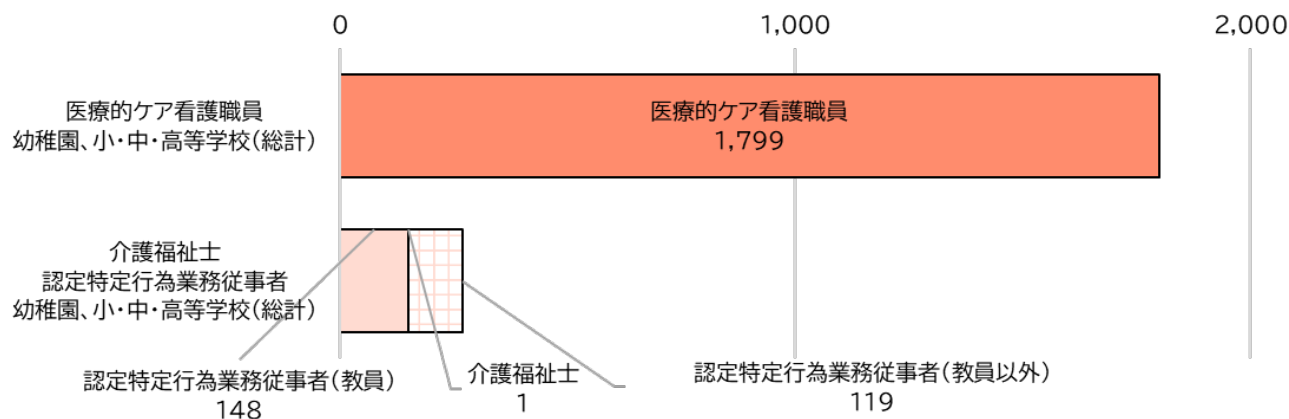 0
1,000
2,000
医療的ケア看護職員
幼稚園、小・中・高等学校(総計)
医療的ケア看護職員
1,799
介護福祉士
認定特定行為業務従事者
幼稚園、小・中・高等学校(総計)
認定特定行為業務従事者(教員)
148
介護福祉士
1
認定特定行為業務従事者(教員以外)
119